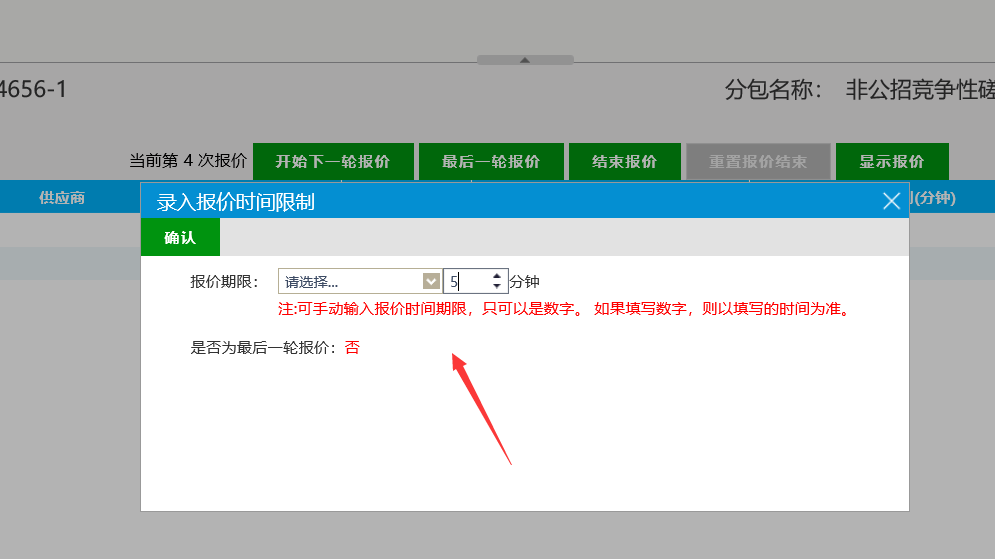 4656-1
分包名称： 非公招竞争性磋
当前第 4 次报价 开始下一轮报价 最后一轮报价 结束报价 重置报价结束 显示报价
供应商 (分钟)
录入报价时间限制
确认
报价期限： 请选择... 5 分钟
注:可手动输入报价时间期限，只可以是数字。 如果填写数字，则以填写的时间为准。
是否为最后一轮报价：否